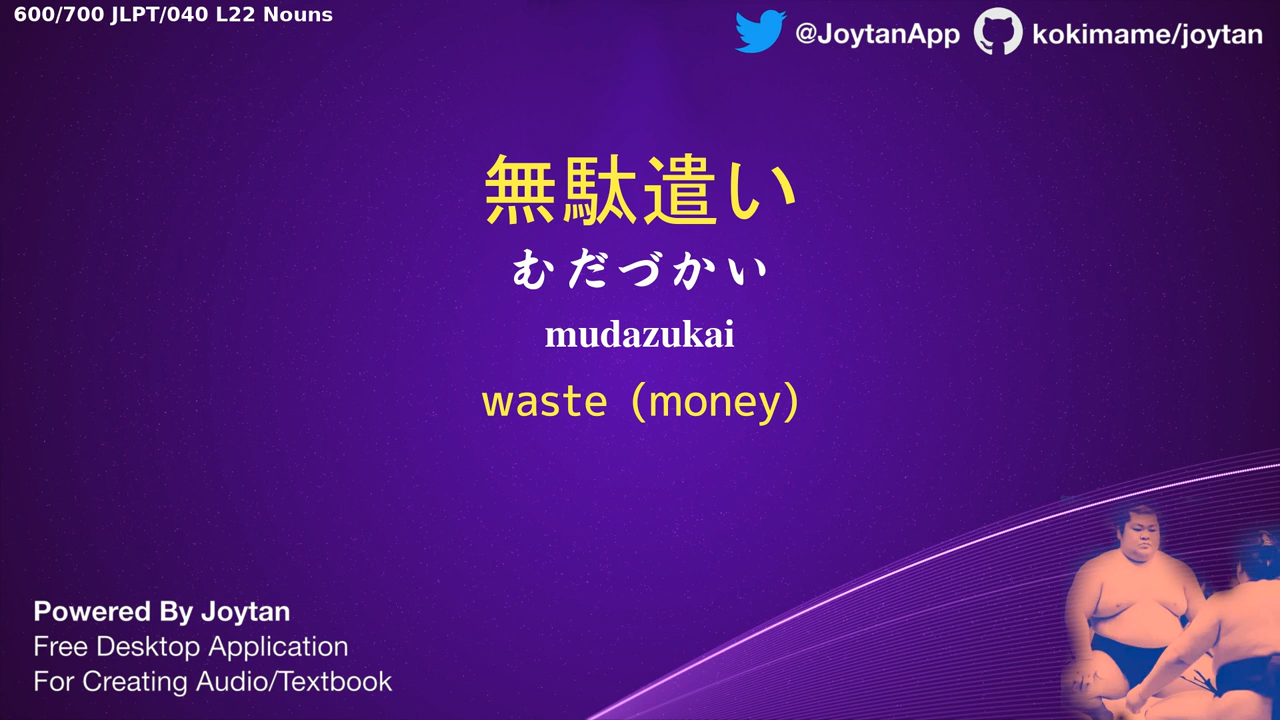 600/700 JLPT/040 L22 Nouns
@JoytanApp kokimame/joytan
無駄遣い
むだづかい
mudazukai
waste (money)
Powered By Joytan
Free Desktop Application
For Creating Audio/Textbook